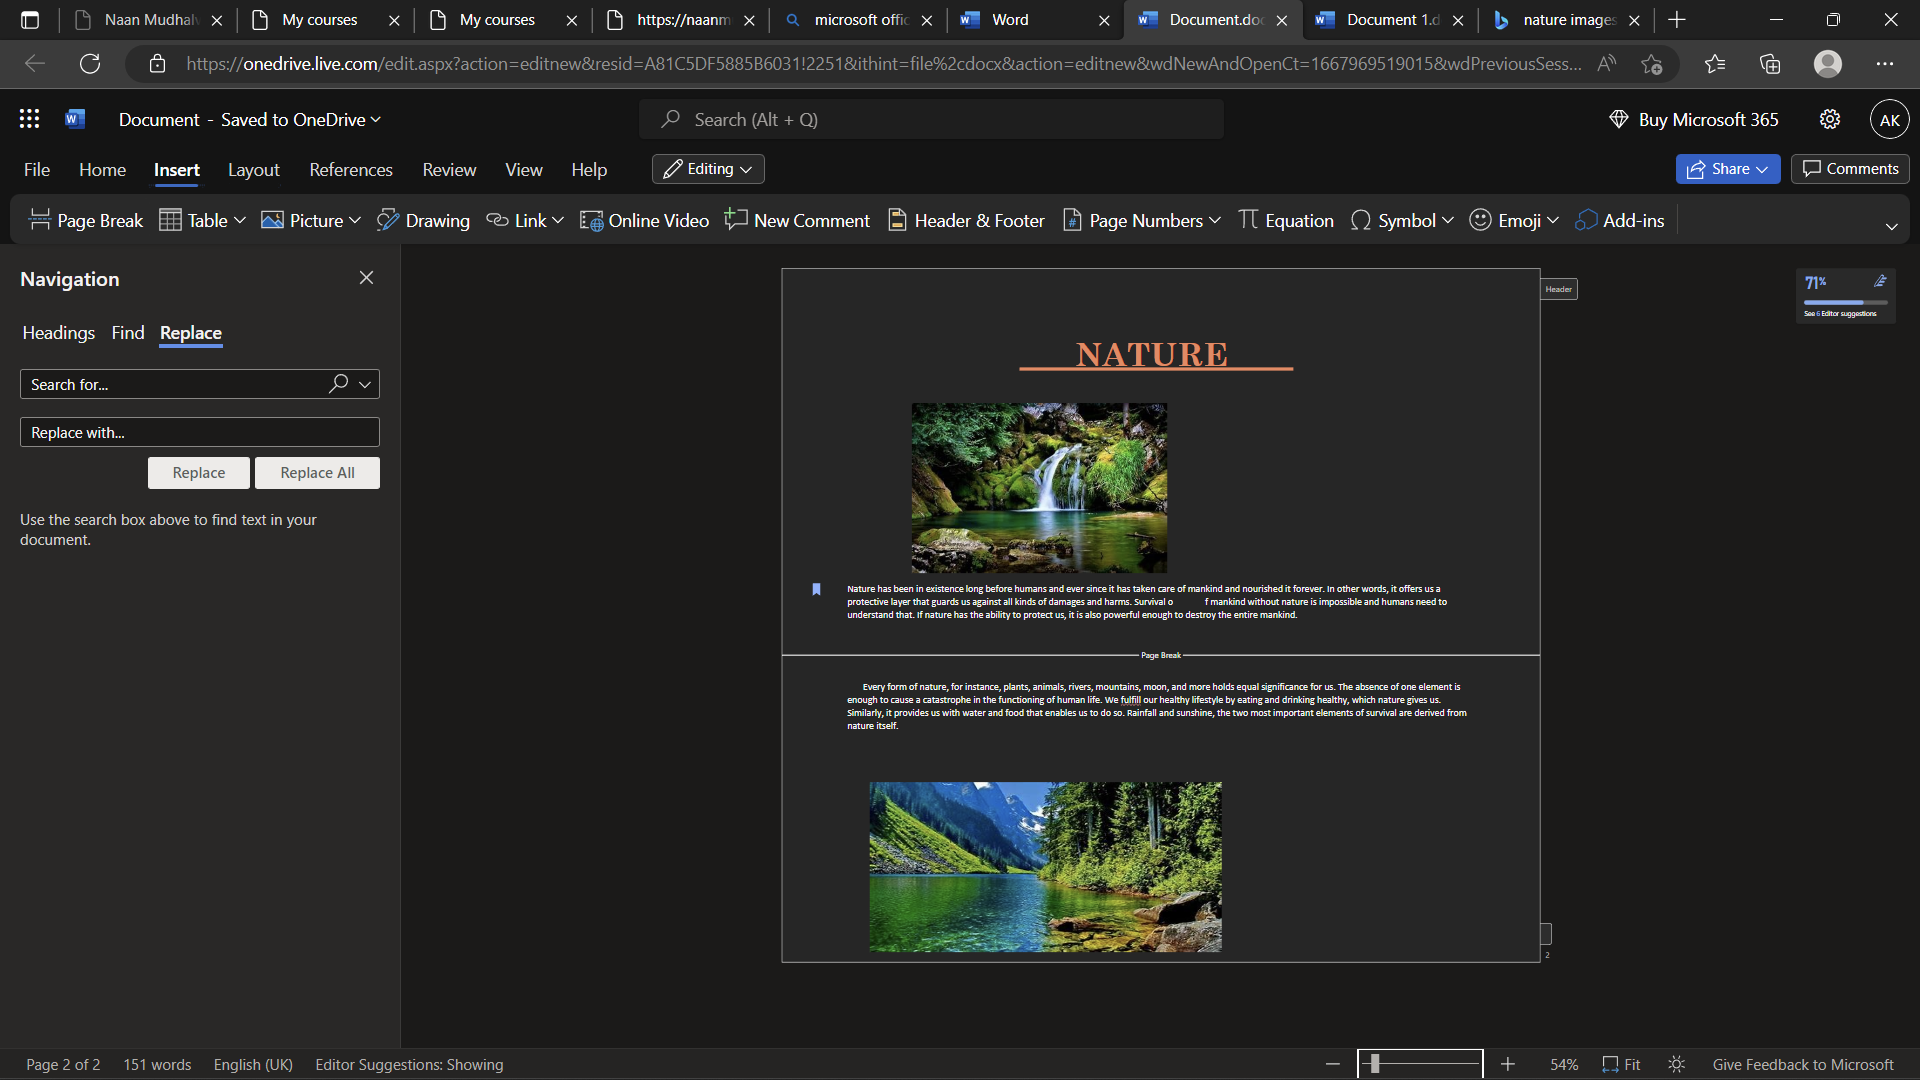 Naan Mudhalv
My courses
My courses
https://naanm
microsoft offic
Word
Document.doc
Document 1.d
nature images
https://onedrive.live.com/edit.aspx?action=editnew&resid=A81C5DF5885B6031!2251&ithint=file%2cdocx&action=editnew&wdNewAndOpenCt=1667969519015&wdPreviousSess...
Document - Saved to OneDrive
Search (Alt + Q)
Buy Microsoft 365
AK
File Home Insert Layout References Review View Help Editing Share Comments
Page Break Table Picture Drawing Link Online Video New Comment Header & Footer Page Numbers Equation Symbol Emoji Add-ins
Navigation
Headings Find Replace
Search for...
Replace with...
Replace Replace All
Use the search box above to find text in your
document.
Header
71%
See 6 Editor suggestions
NATURE
Nature has been in existence long before humans and ever since it has taken care of mankind and nourished it forever. In other words, it offers us a
protective layer that guards us against all kinds of damages and harms. Survival o f mankind without nature is impossible and humans need to
understand that. If nature has the ability to protect us, it is also powerful enough to destroy the entire mankind.
Page Break
Every form of nature, for instance, plants, animals, rivers, mountains, moon, and more holds equal significance for us. The absence of one element is
enough to cause a catastrophe in the functioning of human life. We fulfill our healthy lifestyle by eating and drinking healthy, which nature gives us.
Similarly, it provides us with water and food that enables us to do so. Rainfall and sunshine, the two most important elements of survival are derived from
nature itself.
2
Page 2 of 2 151 words English (UK) Editor Suggestions: Showing
54% Fit Give Feedback to Microsoft